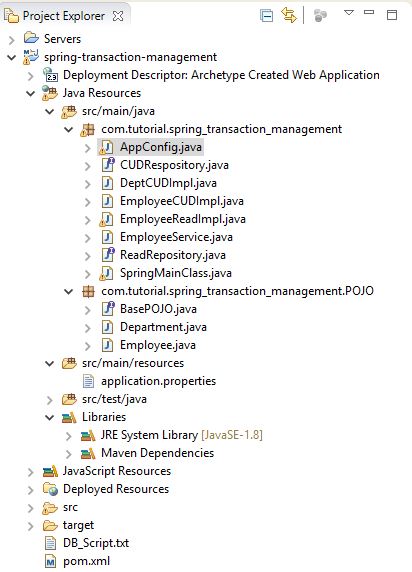 Project Explorer
Servers
spring-transaction-management
Deployment Descriptor: Archetype Created Web Application
Java Resources
src/main/java
com.tutorial.spring_transaction_management
AppConfig.java
CUDRespository.java
DeptCUDImpl.java
EmployeeCUDImpl.java
EmployeeReadImpl.java
EmployeeService.java
ReadRepository.java
SpringMainClass.java
com.tutorial.spring_transaction_management.POJO
BasePOJO.java
Department.java
Employee.java
src/main/resources
application.properties
src/test/java
Libraries
JRE System Library [JavaSE-1.8]
Maven Dependencies
JavaScript Resources
Deployed Resources
src
target
DB_Script.txt
pom.xml